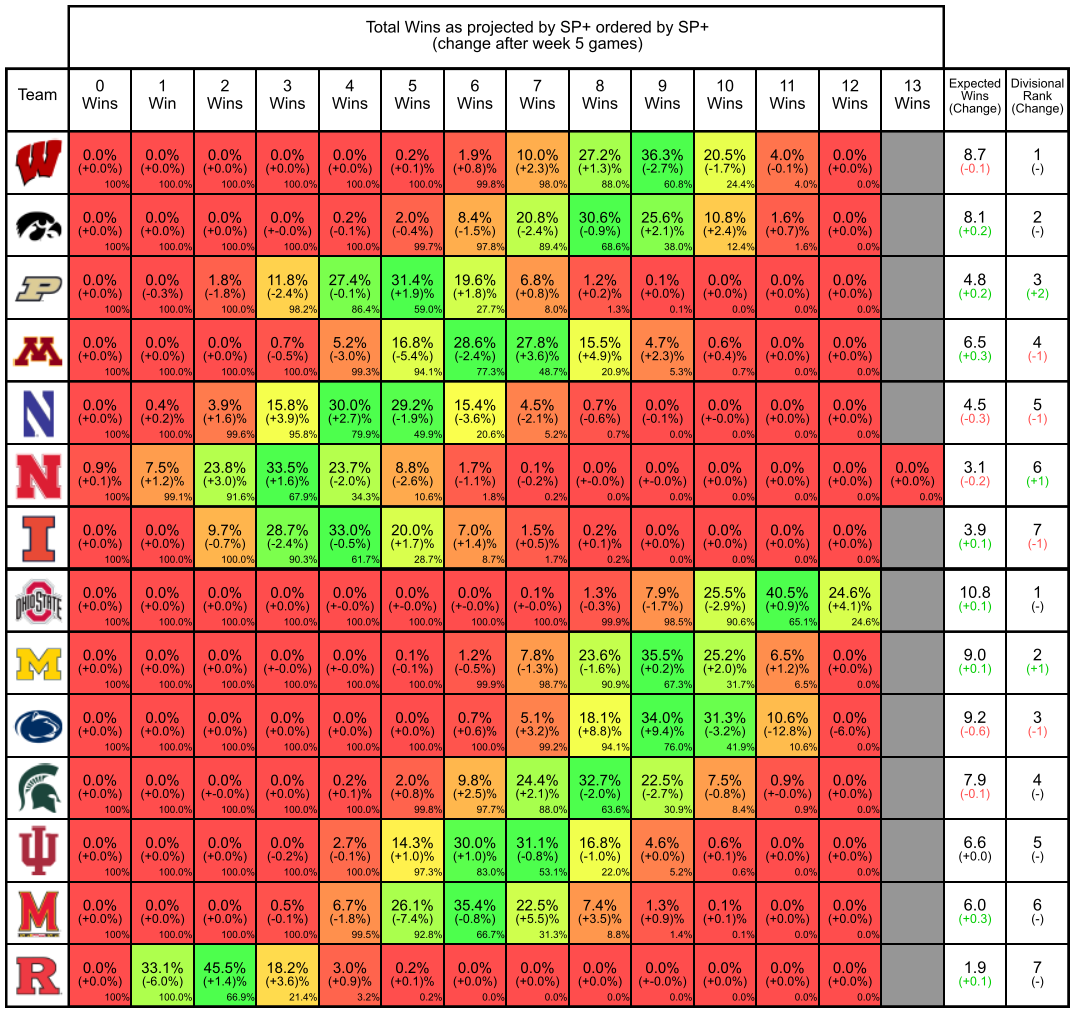 Total Wins as projected by SP+ ordered by SP+
(change after week 5 games)
Team
0 Wins
1 Win
2 Wins
3 Wins
4 Wins
5 Wins
6 Wins
7 Wins
8 Wins
9 Wins
10 Wins
11 Wins
12 Wins
13 Wins
Expected Wins (Change)
Divisional Rank (Change)
W
0.0% 0.0% 0.0% 0.0% 0.0% 0.2% 1.9% 10.0% 27.2% 36.3% 20.5% 4.0% 0.0% 8.7 1
(+0.0%) (+0.0%) (+0.0%) (+0.0%) (+0.0%) (+0.1)% (+0.8)% (+2.3)% (+1.3)% (-2.7%) (-1.7%) (-0.1%) (+0.0%) (-0.1) (-)
100% 100.0% 100.0% 100.0% 100.0% 100.0% 99.8% 98.0% 88.0% 60.8% 24.4% 4.0% 0.0%
0.0% 0.0% 0.0% 0.0% 0.2% 2.0% 8.4% 20.8% 30.6% 25.6% 10.8% 1.6% 0.0% 8.1 2
(+0.0%) (+0.0%) (+0.0%) (+-0.0%) (-0.1%) (-0.4%) (-1.5%) (-2.4%) (-0.9%) (+2.1)% (+2.4)% (+0.7)% (+0.0%) (+0.2) (-)
100% 100.0% 100.0% 100.0% 100.0% 99.7% 97.8% 89.4% 68.6% 38.0% 12.4% 1.6% 0.0%
P
0.0% 0.0% 1.8% 11.8% 27.4% 31.4% 19.6% 6.8% 1.2% 0.1% 0.0% 0.0% 0.0% 4.8 3
(+0.0%) (-0.3%) (-1.8%) (-2.4%) (-0.1%) (+1.9)% (+1.8)% (+0.8)% (+0.2)% (+0.0%) (+0.0%) (+0.0%) (+0.0%) (+0.2) (+2)
100% 100.0% 100.0% 98.2% 86.4% 59.0% 27.7% 8.0% 1.3% 0.1% 0.0% 0.0% 0.0%
M
0.0% 0.0% 0.0% 0.7% 5.2% 16.8% 28.6% 27.8% 15.5% 4.7% 0.6% 0.0% 0.0% 6.5 4
(+0.0%) (+0.0%) (+0.0%) (-0.5%) (-3.0%) (-5.4%) (-2.4%) (+3.6)% (+4.9)% (+2.3)% (+0.4)% (+0.0%) (+0.0%) (+0.3) (-1)
100% 100.0% 100.0% 100.0% 99.3% 94.1% 77.3% 48.7% 20.9% 5.3% 0.7% 0.0% 0.0%
N
0.0% 0.4% 3.9% 15.8% 30.0% 29.2% 15.4% 4.5% 0.7% 0.0% 0.0% 0.0% 0.0% 4.5 5
(+0.0%) (+0.2)% (+1.6)% (+3.9)% (+2.7)% (-1.9%) (-3.6%) (-2.1%) (-0.6%) (-0.1%) (+-0.0%) (+0.0%) (+0.0%) (-0.3) (-1)
100% 100.0% 99.6% 95.8% 79.9% 49.9% 20.6% 5.2% 0.7% 0.0% 0.0% 0.0% 0.0%
N
0.9% 7.5% 23.8% 33.5% 23.7% 8.8% 1.7% 0.1% 0.0% 0.0% 0.0% 0.0% 0.0% 0.0% 3.1 6
(+0.1)% (+1.2)% (+3.0)% (+1.6)% (-2.0%) (-2.6%) (-1.1%) (-0.2%) (+-0.0%) (+-0.0%) (+0.0%) (+0.0%) (+0.0%) (+0.0%) (-0.2) (+1)
100% 99.1% 91.6% 67.9% 34.3% 10.6% 1.8% 0.2% 0.0% 0.0% 0.0% 0.0% 0.0% 0.0%
I
0.0% 0.0% 9.7% 28.7% 33.0% 20.0% 7.0% 1.5% 0.2% 0.0% 0.0% 0.0% 0.0% 3.9 7
(+0.0%) (+0.0%) (-0.7%) (-2.4%) (-0.5%) (+1.7)% (+1.4)% (+0.5)% (+0.1)% (+0.0%) (+0.0%) (+0.0%) (+0.0%) (+0.1) (-1)
100% 100.0% 100.0% 90.3% 61.7% 28.7% 8.7% 1.7% 0.2% 0.0% 0.0% 0.0% 0.0%
OHIO STATE
0.0% 0.0% 0.0% 0.0% 0.0% 0.0% 0.0% 0.1% 1.3% 7.9% 25.5% 40.5% 24.6% 10.8 1
(+0.0%) (+0.0%) (+0.0%) (+0.0%) (+-0.0%) (+-0.0%) (+-0.0%) (+-0.0%) (-0.3%) (-1.7%) (-2.9%) (+0.9)% (+4.1)% (+0.1) (-)
100% 100.0% 100.0% 100.0% 100.0% 100.0% 100.0% 100.0% 99.9% 98.5% 90.6% 65.1% 24.6%
M
0.0% 0.0% 0.0% 0.0% 0.0% 0.1% 1.2% 7.8% 23.6% 35.5% 25.2% 6.5% 0.0% 9.0 2
(+0.0%) (+0.0%) (+0.0%) (+-0.0%) (+-0.0%) (-0.1%) (-0.5%) (-1.3%) (-1.6%) (+0.2)% (+2.0)% (+1.2)% (+0.0%) (+0.1) (+1)
100% 100.0% 100.0% 100.0% 100.0% 100.0% 99.9% 98.7% 90.9% 67.3% 31.7% 6.5% 0.0%
0.0% 0.0% 0.0% 0.0% 0.0% 0.0% 0.7% 5.1% 18.1% 34.0% 31.3% 10.6% 0.0% 9.2 3
(+0.0%) (+0.0%) (+0.0%) (+0.0%) (+0.0%) (+0.0%) (+0.6)% (+3.2)% (+8.8)% (+9.4)% (-3.2%) (-12.8%) (-6.0%) (-0.6) (-1)
100% 100.0% 100.0% 100.0% 100.0% 100.0% 100.0% 99.2% 94.1% 76.0% 41.9% 10.6% 0.0%
0.0% 0.0% 0.0% 0.0% 0.2% 2.0% 9.8% 24.4% 32.7% 22.5% 7.5% 0.9% 0.0% 7.9 4
(+0.0%) (+0.0%) (+-0.0%) (+0.0%) (+0.1)% (+0.8)% (+2.5)% (+2.1)% (-2.0%) (-2.7%) (-0.8%) (+-0.0%) (+0.0%) (-0.1) (-)
100% 100.0% 100.0% 100.0% 100.0% 99.8% 97.7% 88.0% 63.6% 30.9% 8.4% 0.9% 0.0%
0.0% 0.0% 0.0% 0.0% 2.7% 14.3% 30.0% 31.1% 16.8% 4.6% 0.6% 0.0% 0.0% 6.6 5
(+0.0%) (+0.0%) (+0.0%) (-0.2%) (-0.1%) (+1.0)% (+1.0)% (-0.8%) (-1.0%) (+0.0%) (+0.1)% (+0.0%) (+0.0%) (+0.0) (-)
100% 100.0% 100.0% 100.0% 100.0% 97.3% 83.0% 53.1% 22.0% 5.2% 0.6% 0.0% 0.0%
M
0.0% 0.0% 0.0% 0.5% 6.7% 26.1% 35.4% 22.5% 7.4% 1.3% 0.1% 0.0% 0.0% 6.0 6
(+0.0%) (+0.0%) (+0.0%) (-0.1%) (-1.8%) (-7.4%) (-0.8%) (+5.5)% (+3.5)% (+0.9)% (+0.1)% (+0.0%) (+0.0%) (+0.3) (-)
100% 100.0% 100.0% 100.0% 99.5% 92.8% 66.7% 31.3% 8.8% 1.4% 0.1% 0.0% 0.0%
R
0.0% 33.1% 45.5% 18.2% 3.0% 0.2% 0.0% 0.0% 0.0% 0.0% 0.0% 0.0% 0.0% 1.9 7
(+0.0%) (-6.0%) (+1.4)% (+3.6)% (+0.9)% (+0.1)% (+0.0%) (+0.0%) (+0.0%) (+-0.0%) (+0.0%) (+0.0%) (+0.0%) (+0.1) (-)
100% 100.0% 66.9% 21.4% 3.2% 0.2% 0.0% 0.0% 0.0% 0.0% 0.0% 0.0% 0.0%